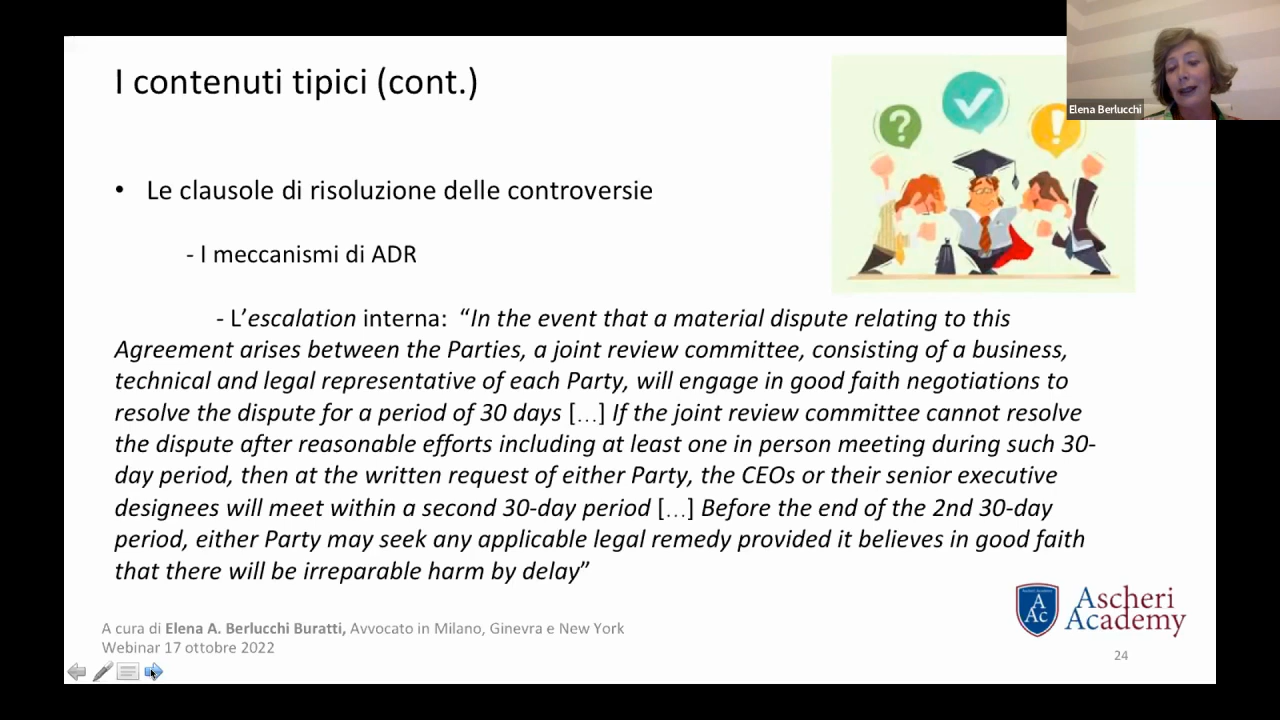 I contenuti tipici (cont.)
Elena Berlucchi
• Le clausole di risoluzione delle controversie
- I meccanismi di ADR
- L’escalation interna: “In the event that a material dispute relating to this
Agreement arises between the Parties, a joint review committee, consisting of a business,
technical and legal representative of each Party, will engage in good faith negotiations to
resolve the dispute for a period of 30 days […] If the joint review committee cannot resolve
the dispute after reasonable efforts including at least one in person meeting during such 30-
day period, then at the written request of either Party, the CEOs or their senior executive
designees will meet within a second 30-day period […] Before the end of the 2nd 30-day
period, either Party may seek any applicable legal remedy provided it believes in good faith
that there will be irreparable harm by delay”
A cura di Elena A. Berlucchi Buratti, Avvocato in Milano, Ginevra e New York
Webinar 17 ottobre 2022
A
Ac
Ascheri
Academy
24